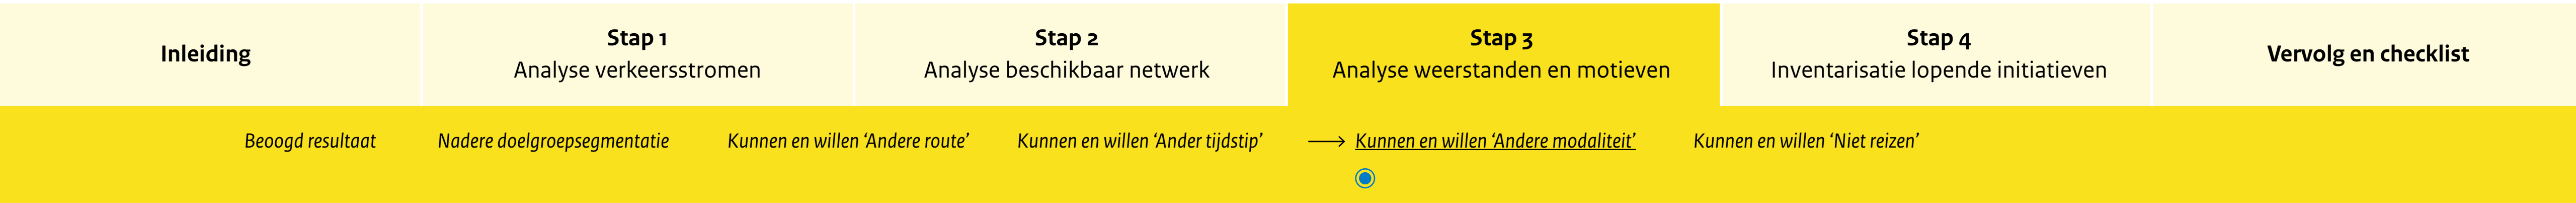 Inleiding
Stap 1
Analyse verkeersstromen
Stap 2
Analyse beschikbaar netwerk
Stap 3
Analyse weerstanden en motieven
Stap 4
Inventarisatie lopende initiatieven
Vervolg en checklist
Beoogd resultaat
Nadere doelgroepsegmentatie
Kunnen en willen ‘Andere route’
Kunnen en willen ‘Ander tijdstip’
Kunnen en willen ‘Andere modaliteit’
Kunnen en willen ‘Niet reizen’